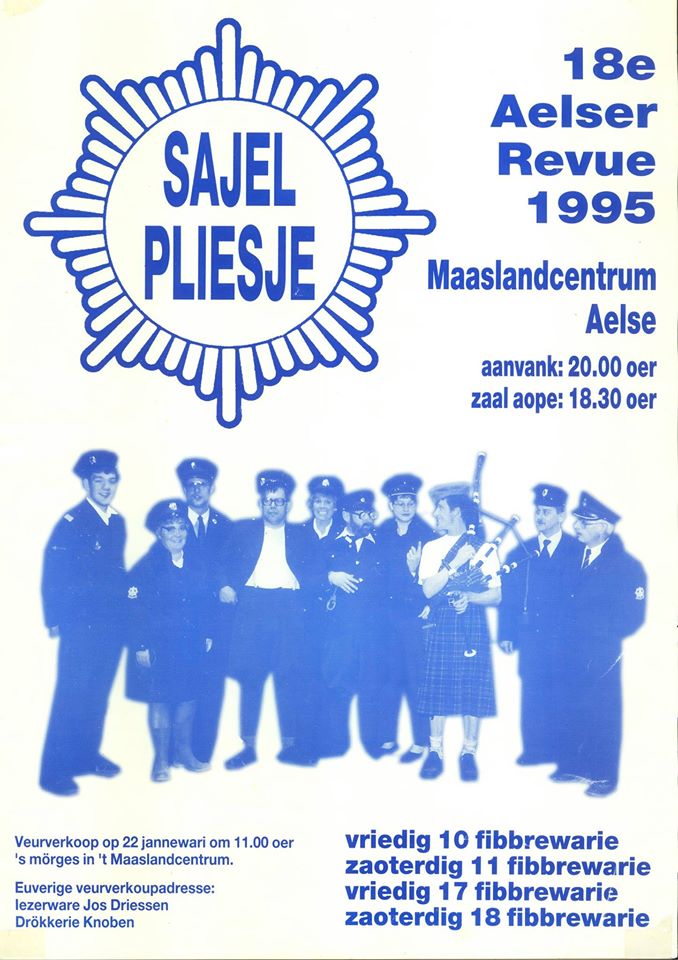 SAJEL
PLIESJE
18e
Aelser
Revue
1995
Maaslandcentrum
Aelse
aanvank: 20.00 oer
zaal aope: 18.30 oer
Veurverkoop op 22 jannewari om 11.00 oer
's mörges in 't Maaslandcentrum.
Euverige veurverkoupadresse:
Iezerware Jos Driessen
Drökkerie Knoben
vriedig 10 fibbrewarie
zaoterdig 11 fibbrewarie
vriedig 17 fibbrewarie
zaoterdig 18 fibbrewarie